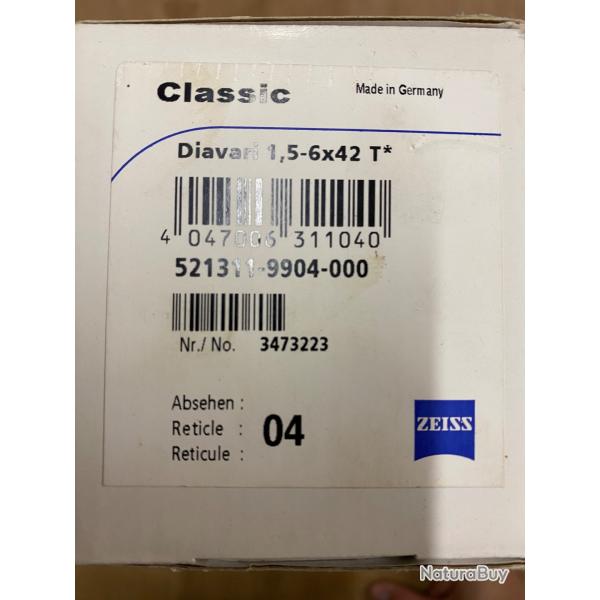 Classic
Made in Germany
Diavari 1,5-6x42 T*
4 047006 311040
521311-9904-000
Nr./ No. 3473223
Absehen :
Reticle : 04
Reticule :
ZEISS
NaturaBuy